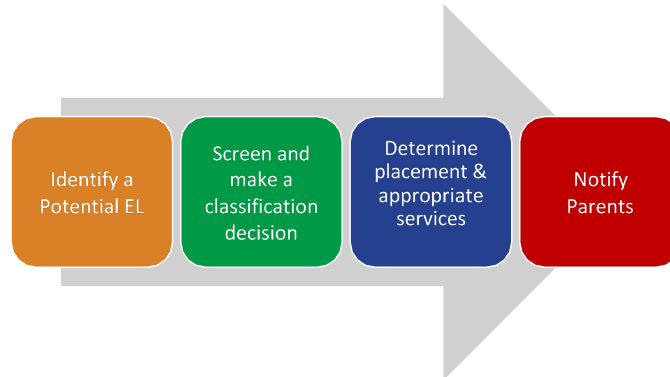 Identify a
Potential EL
Screen and
make a
classification
decision
Determine
placement &
appropriate
services
Notify
Parents